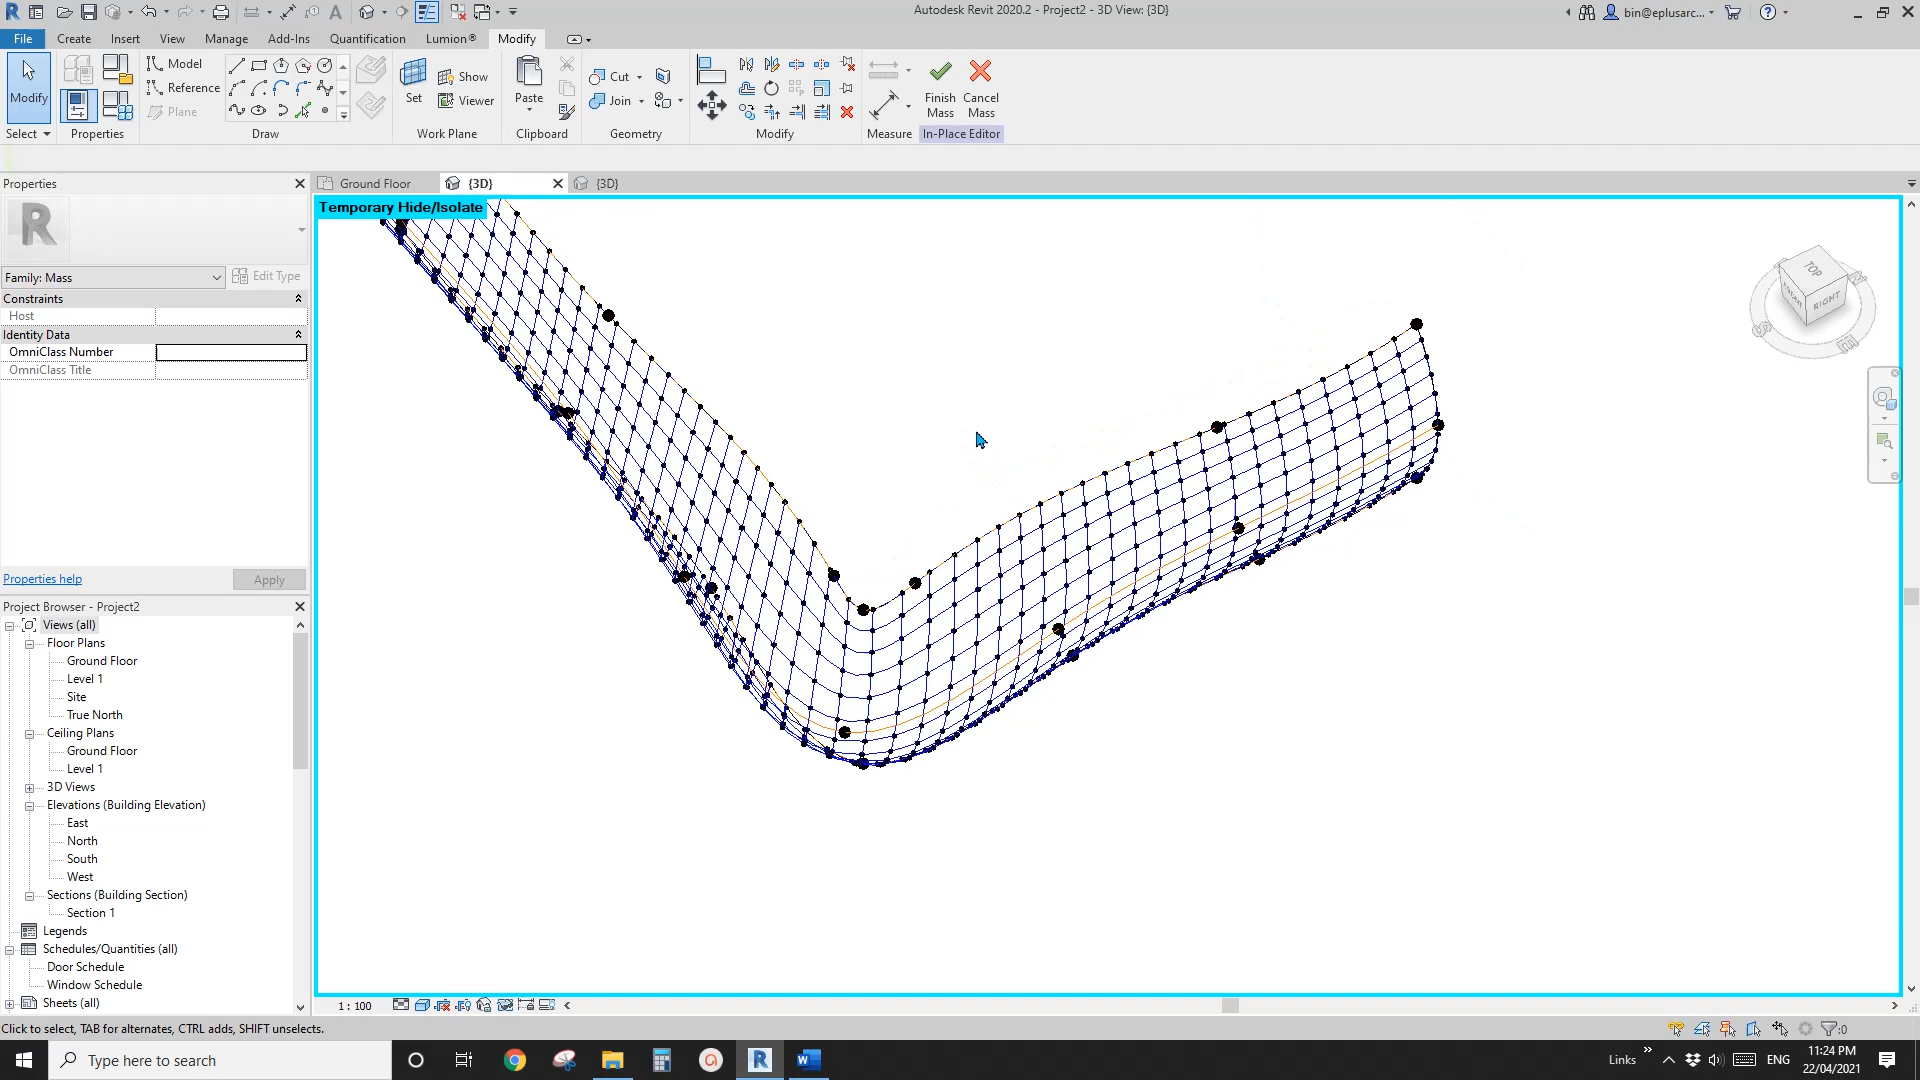 Autodesk Revit 2020.2 - Project2 - 3D View: {3D}
bin@eplusarc...
File Create Insert View Manage Add-Ins Quantification Lumion® Modify
Modify
Select
Properties
Model
Reference
Plane
Draw
Set
Show
Viewer
Work Plane
Paste
Clipboard
Cut
Join
Geometry
Modify
Measure
Finish Mass
Cancel Mass
In-Place Editor
Properties
Ground Floor
{3D}
{3D}
Temporary Hide/Isolate
R
Family: Mass
Edit Type
Constraints
Host
Identity Data
OmniClass Number
OmniClass Title
Properties help
Apply
TOP
FRONT
RIGHT
S
E
Project Browser - Project2
Views (all)
Floor Plans
Ground Floor
Level 1
Site
True North
Ceiling Plans
Ground Floor
Level 1
3D Views
Elevations (Building Elevation)
East
North
South
West
Sections (Building Section)
Section 1
Legends
Schedules/Quantities (all)
Door Schedule
Window Schedule
Sheets (all)
1 : 100
Click to select, TAB for alternates, CTRL adds, SHIFT unselects.
:0
Type here to search
Links
ENG
11:24 PM
22/04/2021